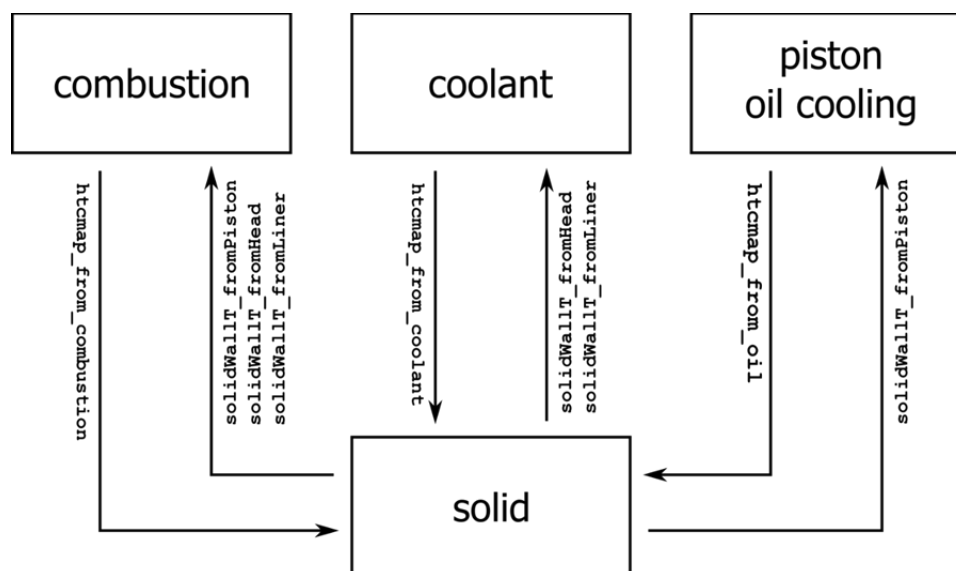 combustion
coolant
piston
oil cooling
htcmap_from_combustion
solidWallT_fromPiston
solidWallT_fromHead
solidWallT_fromLiner
htcmap_from_coolant
solidWallT_fromHead
solidWallT_fromLiner
htcmap_from_oil
solidWallT_fromPiston
solid